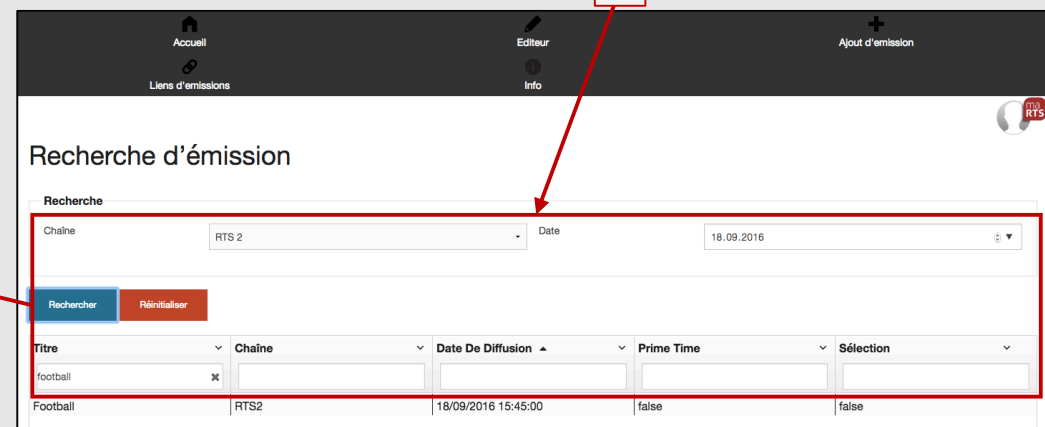 Accueil Editeur Ajout d'emission
Liens d'emissions Info
ma
RTS
Recherche d'émission
Recherche
Chaîne RTS 2 Date 18.09.2016
Rechercher Réinitialiser
Titre Chaîne Date De Diffusion Prime Time Sélection
football
Football RTS2 18/09/2016 15:45:00 false false